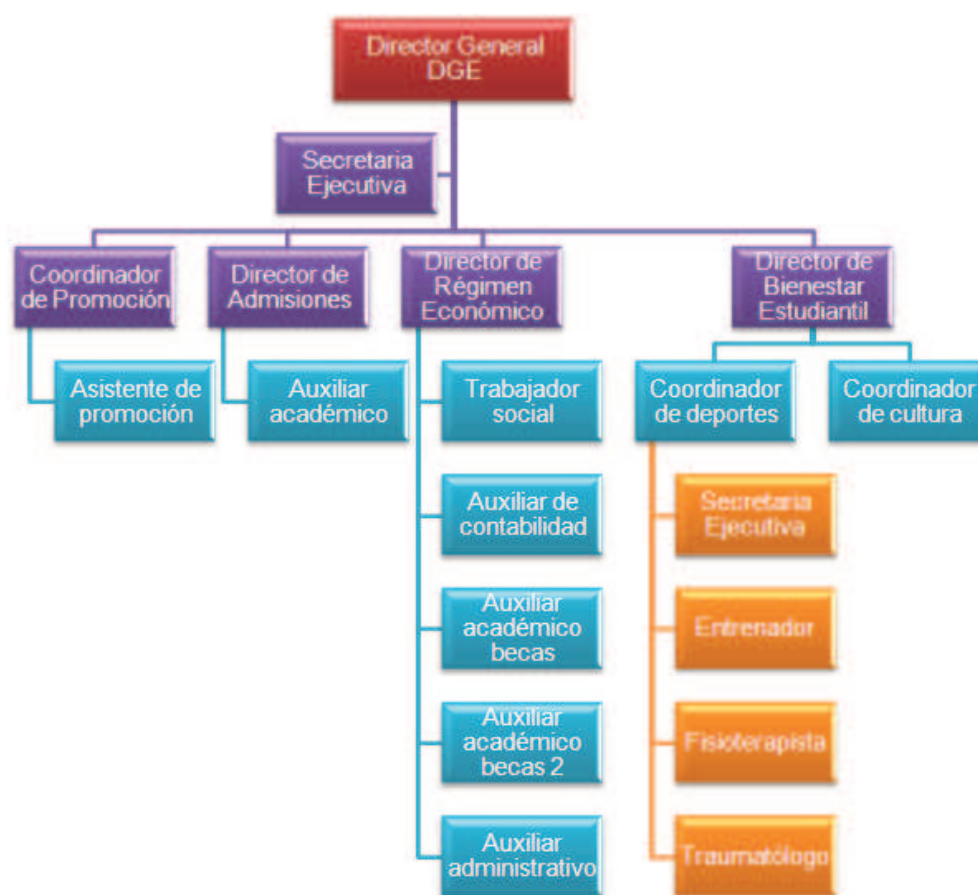 Director General
DGE
Secretaria
Ejecutiva
Coordinador
de Promoción
Director de
Admisiones
Director de
Régimen
Económico
Director de
Bienestar
Estudiantil
Asistente de
promoción
Auxiliar
académico
Trabajador
social
Coordinador
de deportes
Coordinador
de cultura
Auxiliar de
contabilidad
Secretaria
Ejecutiva
Auxiliar
académico
becas
Entrenador
Auxiliar
académico
becas 2
Fisioterapista
Auxiliar
administrativo
Traumatólogo